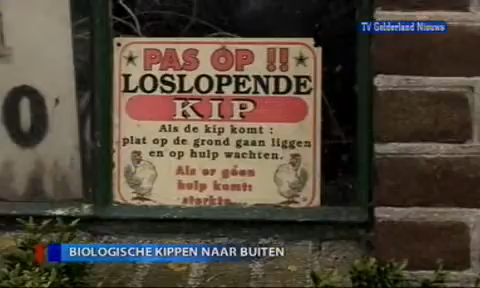 TV Gelderland Nieuws
PAS OP !!
LOSLOPENDE
KIP
Als de kip komt :
plat op de grond gaan liggen
en op hulp wachten.
Als er géén
hulp komt:
sterkte...
0
BIOLOGISCHE KIPPEN NAAR BUITEN